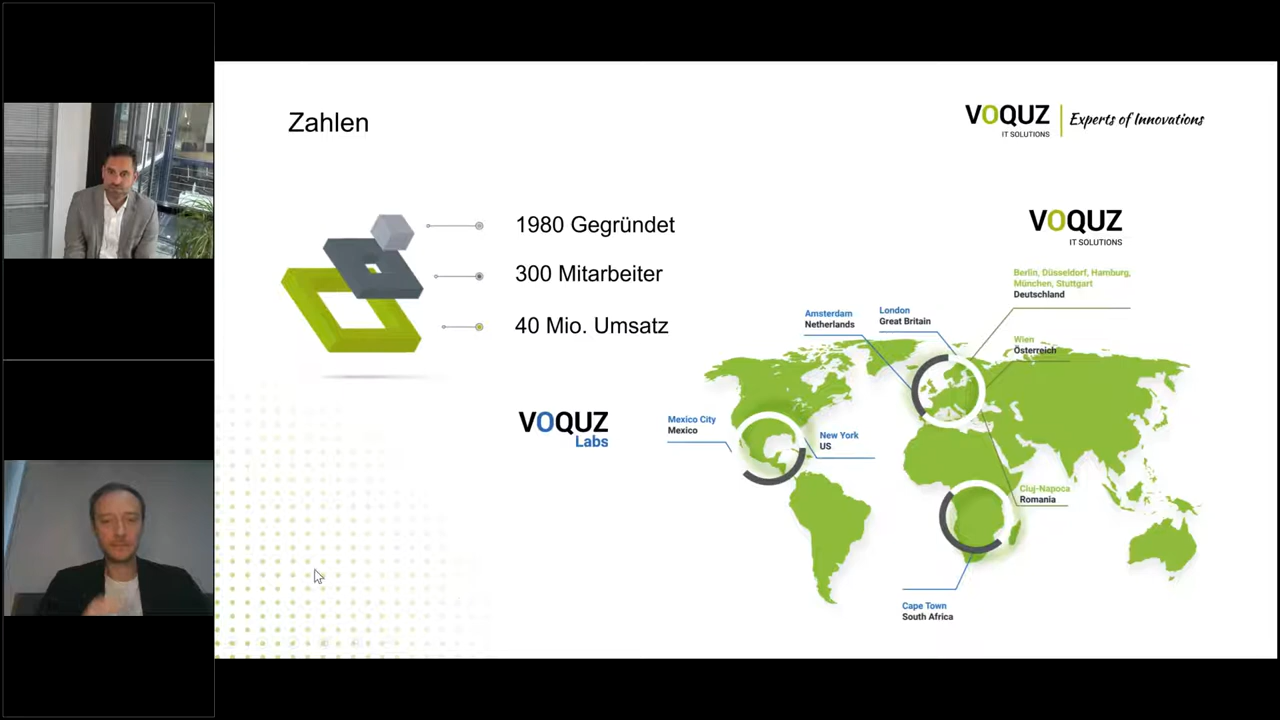 Zahlen
VOQUZ
IT SOLUTIONS
Experts of Innovations
1980 Gegründet
300 Mitarbeiter
40 Mio. Umsatz
VOQUZ
IT SOLUTIONS
Berlin, Düsseldorf, Hamburg,
München, Stuttgart
Deutschland
Amsterdam
Netherlands
London
Great Britain
Wien
Österreich
VOQUZ
Labs
Mexico City
Mexico
New York
US
Cluj-Napoca
Romania
Cape Town
South Africa